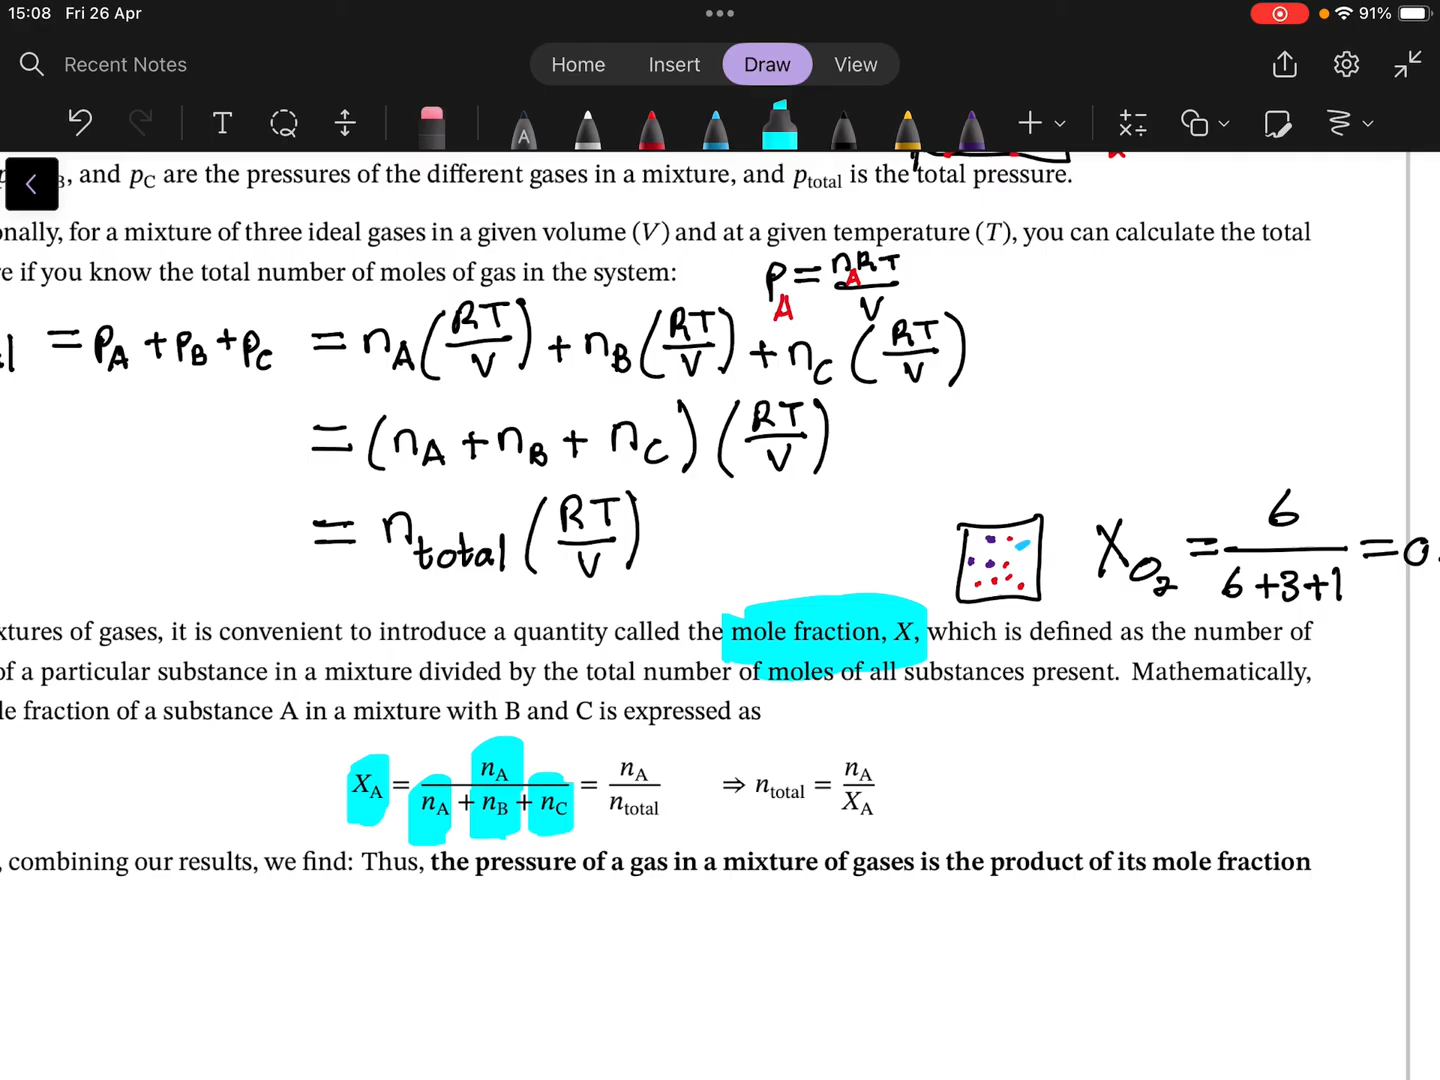 15:08 Fri 26 Apr 91%
Recent Notes Home Insert Draw View
T A
B, and pC are the pressures of the different gases in a mixture, and ptotal is the total pressure.
onally, for a mixture of three ideal gases in a given volume (V) and at a given temperature (T), you can calculate the total
e if you know the total number of moles of gas in the system:
PA = nART/V
l = PA + PB + PC = nA(RT/V) + nB(RT/V) + nC(RT/V)
= (nA + nB + nC)(RT/V)
= ntotal(RT/V)
XO2 = 6/(6+3+1) = 0.
xtures of gases, it is convenient to introduce a quantity called the mole fraction, X, which is defined as the number of
of a particular substance in a mixture divided by the total number of moles of all substances present. Mathematically,
le fraction of a substance A in a mixture with B and C is expressed as
XA = nA/(nA + nB + nC) = nA/ntotal ⇒ ntotal = nA/XA
, combining our results, we find: Thus, the pressure of a gas in a mixture of gases is the product of its mole fraction